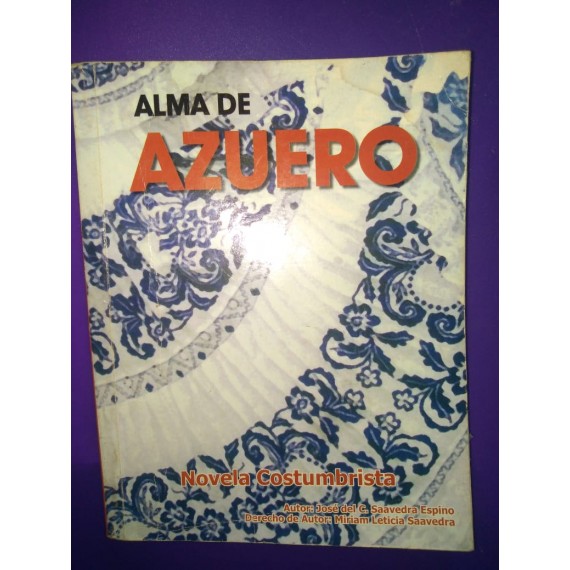 ALMA DE
AZUERO
Novela Costumbrista
Autor: José del C. Saavedra Espino
Derecho de Autor: Miriam Leticia Saavedra